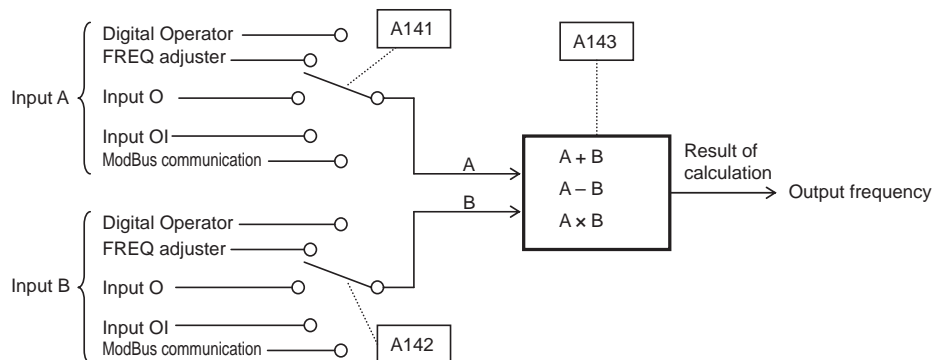 Digital Operator
FREQ adjuster
Input A
Input O
Input OI
ModBus communication
A141
A143
A
B
A + B
A – B
A × B
Result of
calculation
Output frequency
Digital Operator
FREQ adjuster
Input B
Input O
Input OI
ModBus communication
A142